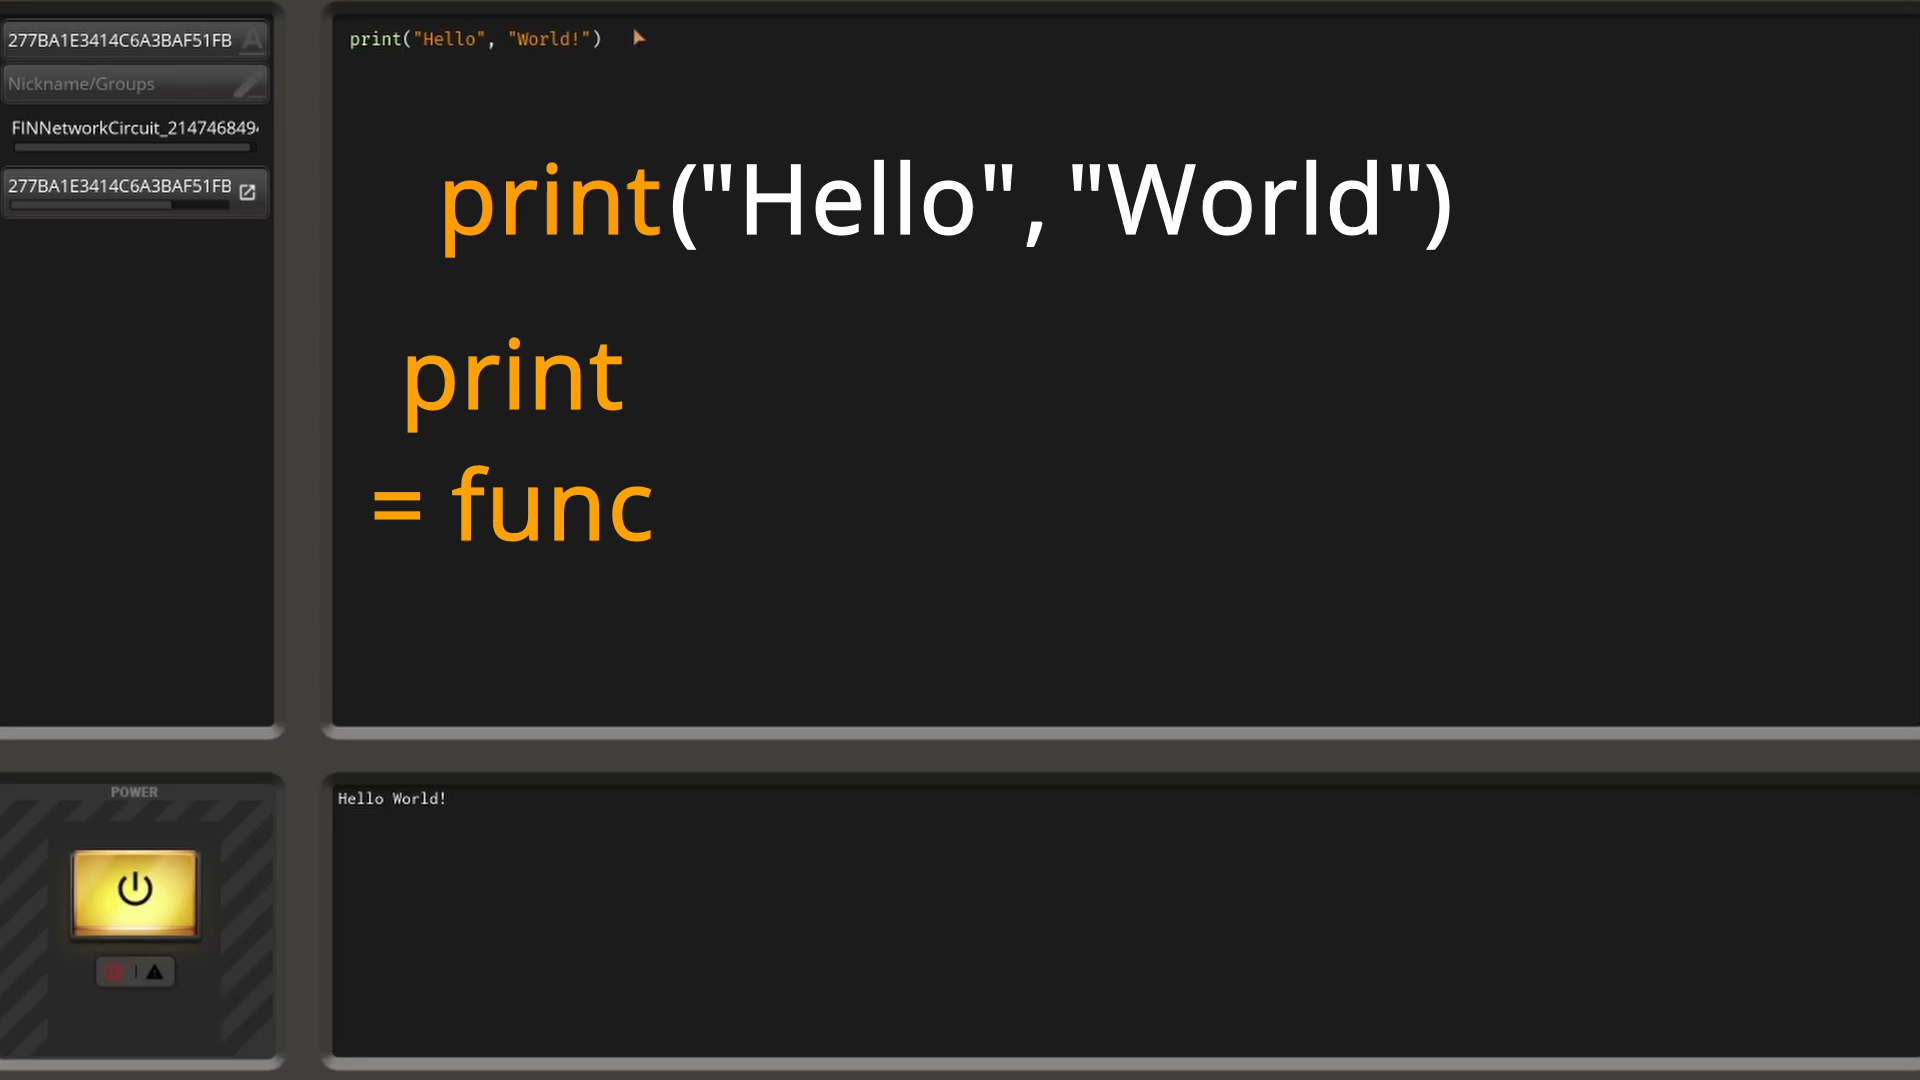 277BA1E3414C6A3BAF51FB
Nickname/Groups
FINNetworkCircuit_214746849
277BA1E3414C6A3BAF51FB
print("Hello", "World!")
print("Hello", "World")
print
= func
POWER
Hello World!